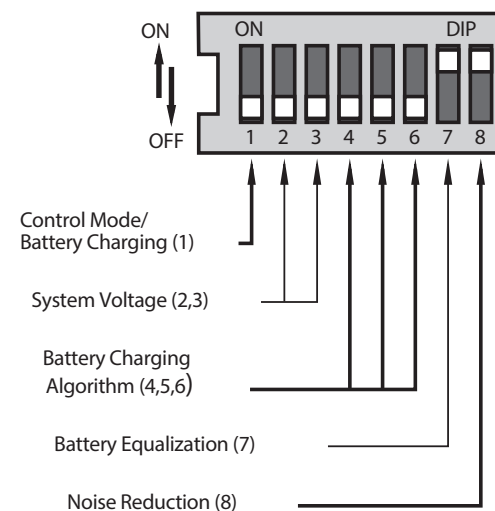 ON
ON DIP
OFF
1 2 3 4 5 6 7 8
Control Mode/
Battery Charging (1)
System Voltage (2,3)
Battery Charging
Algorithm (4,5,6)
Battery Equalization (7)
Noise Reduction (8)